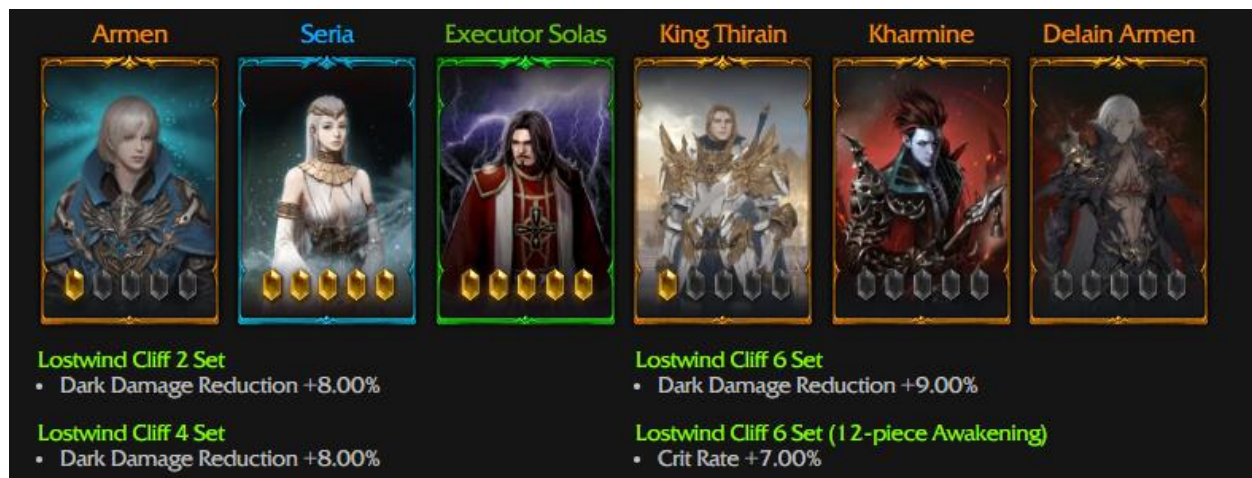 Armen
Seria
Executor Solas
King Thirain
Kharmine
Delain Armen
Lostwind Cliff 2 Set
• Dark Damage Reduction +8.00%
Lostwind Cliff 4 Set
• Dark Damage Reduction +8.00%
Lostwind Cliff 6 Set
• Dark Damage Reduction +9.00%
Lostwind Cliff 6 Set (12-piece Awakening)
• Crit Rate +7.00%